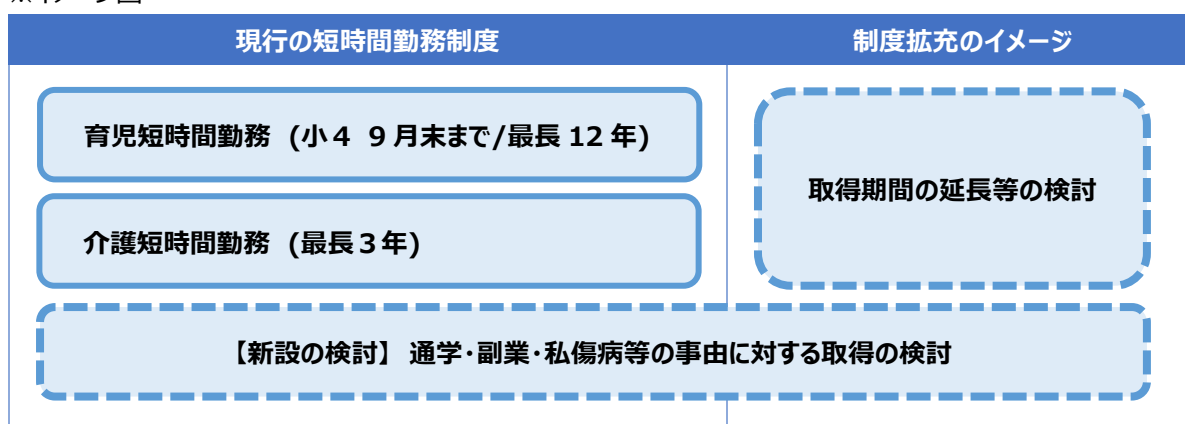 現行の短時間勤務制度
制度拡充のイメージ
育児短時間勤務 (小４ 9月末まで/最長 12 年)
取得期間の延長等の検討
介護短時間勤務 (最長３年)
【新設の検討】 通学・副業・私傷病等の事由に対する取得の検討